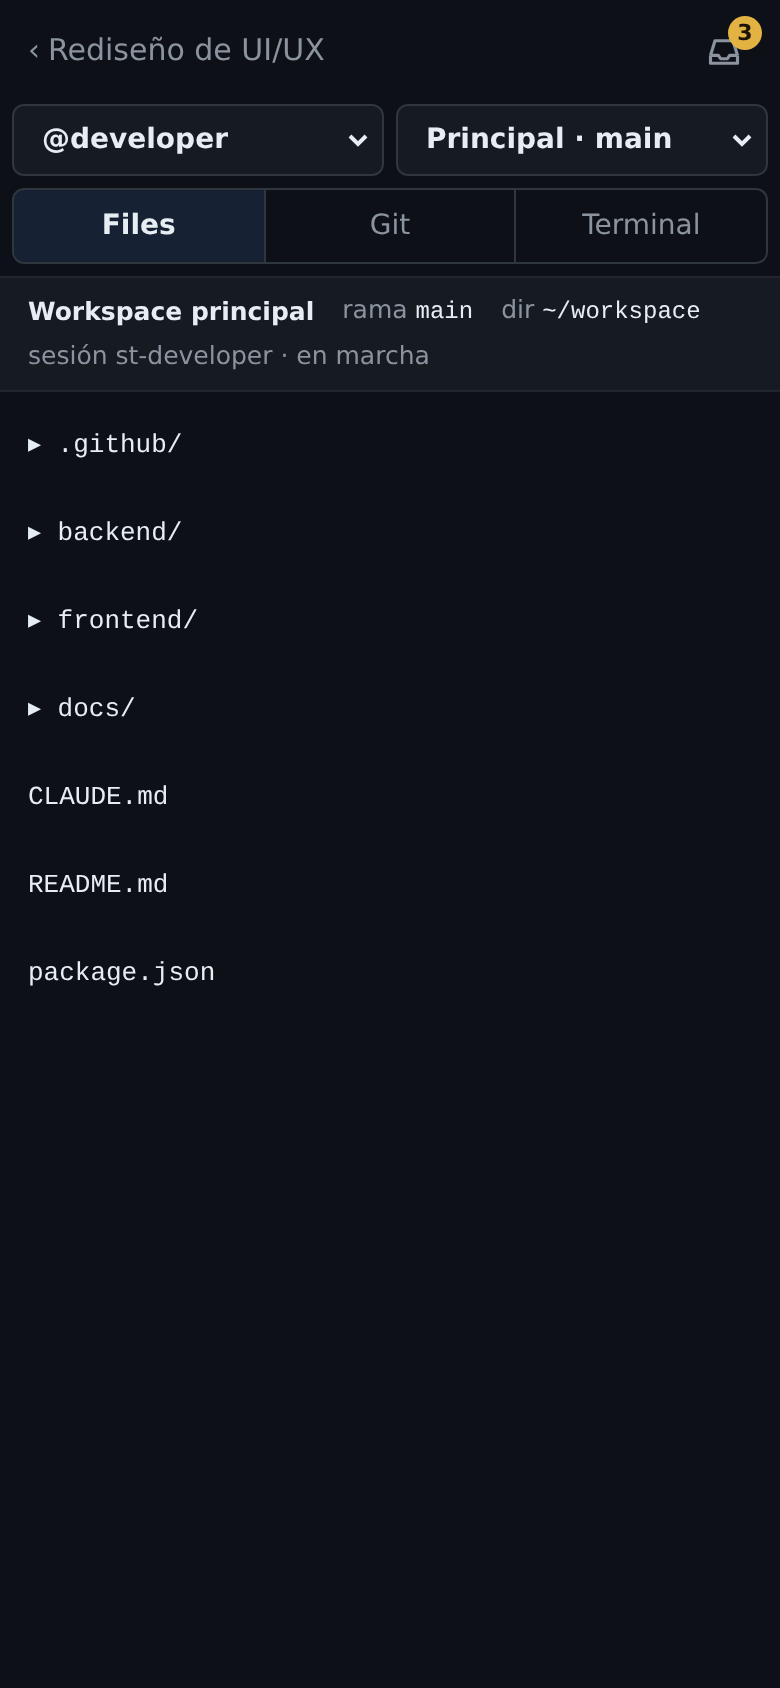 ‹ Rediseño de UI/UX
3
@developer
Principal · main
Files Git Terminal
Workspace principal rama main dir ~/workspace
sesión st-developer · en marcha
▶ .github/
▶ backend/
▶ frontend/
▶ docs/
CLAUDE.md
README.md
package.json